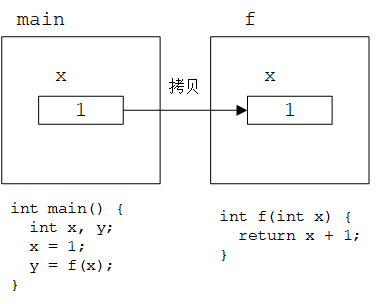 main
f
x
x
拷贝
1
1
int main() {
  int x, y;
  x = 1;
  y = f(x);
}
int f(int x) {
  return x + 1;
}